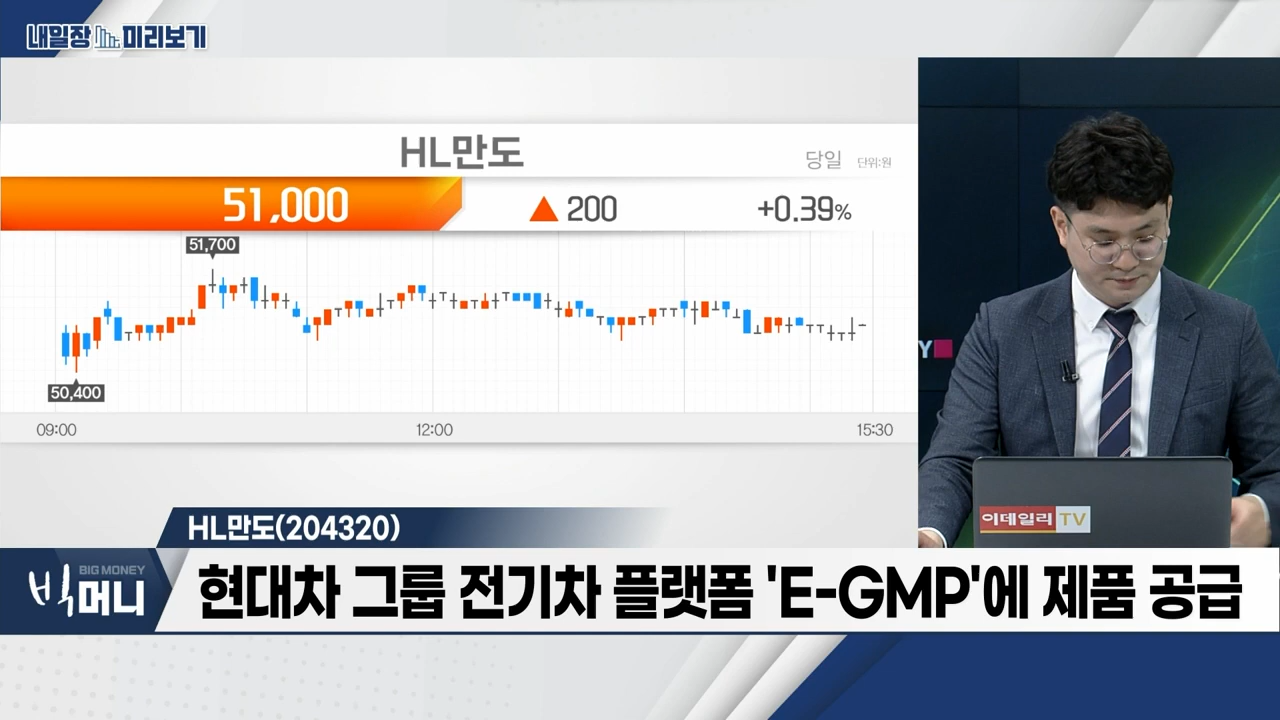 내일장 미리보기
HL만도
당일 단위:원
51,000 ▲ 200 +0.39%
51,700
50,400
09:00 12:00 15:30
Y
이데일리 TV
HL만도(204320)
BIG MONEY
빅머니
현대차 그룹 전기차 플랫폼 'E-GMP'에 제품 공급